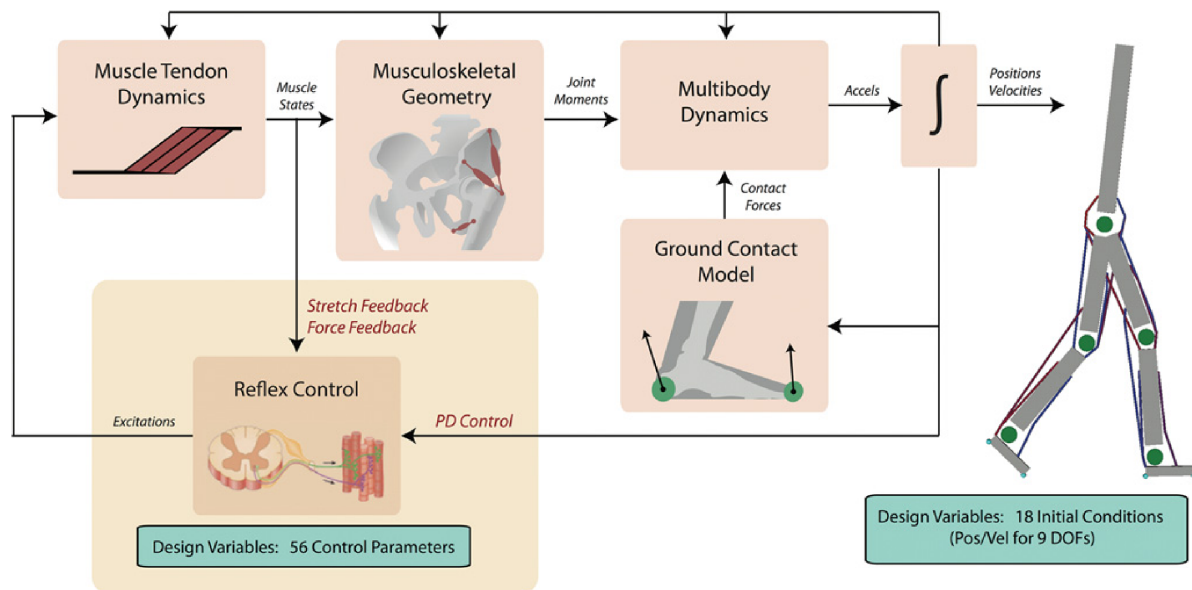 Muscle Tendon
Dynamics
Muscle
States
Musculoskeletal
Geometry
Joint
Moments
Multibody
Dynamics
Accels
∫
Positions
Velocities
Contact
Forces
Ground Contact
Model
Stretch Feedback
Force Feedback
Reflex Control
Excitations
PD Control
Design Variables: 56 Control Parameters
Design Variables: 18 Initial Conditions
(Pos/Vel for 9 DOFs)